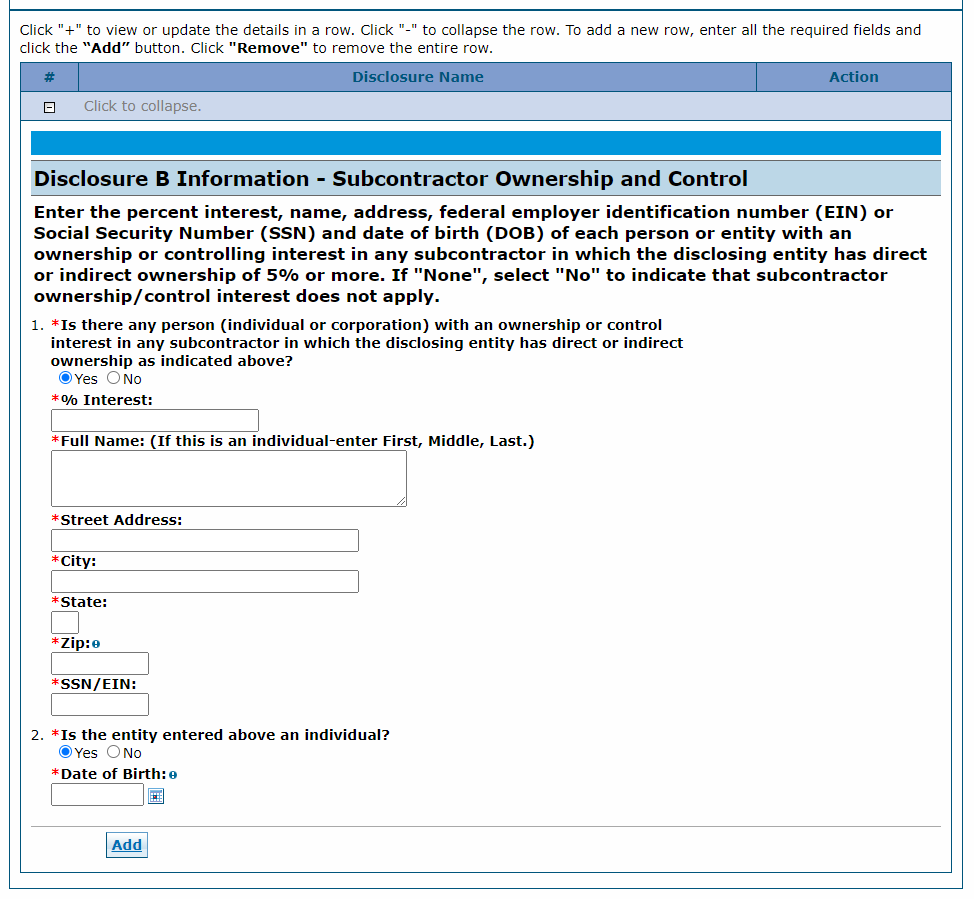 Click "+" to view or update the details in a row. Click "-" to collapse the row. To add a new row, enter all the required fields and
click the “Add” button. Click "Remove" to remove the entire row.
# Disclosure Name Action
Click to collapse.
Disclosure B Information - Subcontractor Ownership and Control
Enter the percent interest, name, address, federal employer identification number (EIN) or
Social Security Number (SSN) and date of birth (DOB) of each person or entity with an
ownership or controlling interest in any subcontractor in which the disclosing entity has direct
or indirect ownership of 5% or more. If "None", select "No" to indicate that subcontractor
ownership/control interest does not apply.
1. *Is there any person (individual or corporation) with an ownership or control
interest in any subcontractor in which the disclosing entity has direct or indirect
ownership as indicated above?
Yes No
*% Interest:
*Full Name: (If this is an individual-enter First, Middle, Last.)
*Street Address:
*City:
*State:
*Zip:
*SSN/EIN:
2. *Is the entity entered above an individual?
Yes No
*Date of Birth:
Add